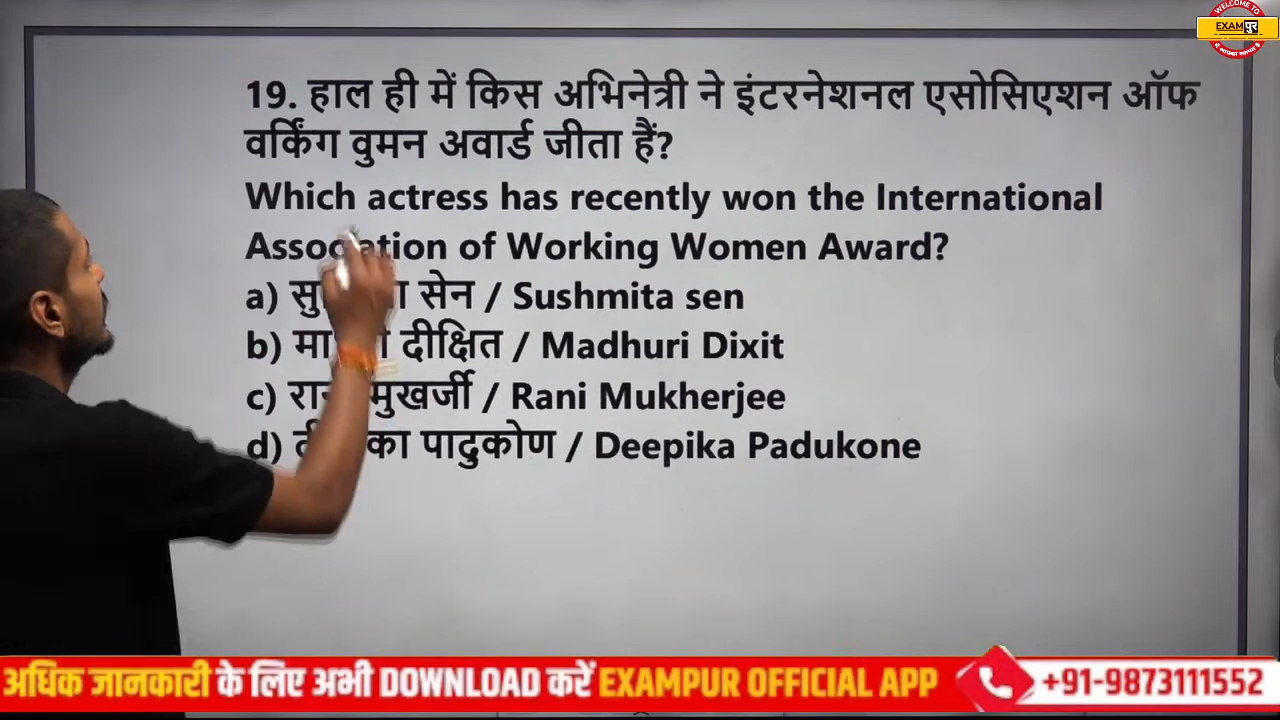 WELCOME TO
EXAMपुर
19. हाल ही में किस अभिनेत्री ने इंटरनेशनल एसोसिएशन ऑफ
वर्किंग वुमन अवार्ड जीता हैं?
Which actress has recently won the International
Association of Working Women Award?
a) सेन / Sushmita sen
b) दीक्षित / Madhuri Dixit
c) मुखर्जी / Rani Mukherjee
d) पादुकोण / Deepika Padukone
अधिक जानकारी के लिए अभी DOWNLOAD करें EXAMPUR OFFICIAL APP +91-9873111552